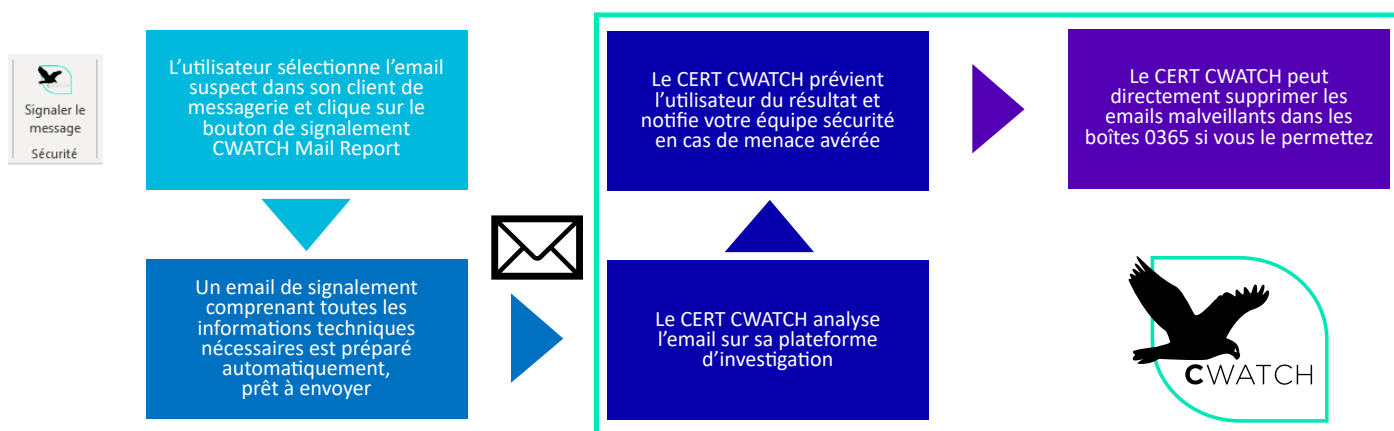 Signaler le
message
Sécurité
L'utilisateur sélectionne l'email
suspect dans son client de
messagerie et clique sur le
bouton de signalement
CWATCH Mail Report
Un email de signalement
comprenant toutes les
informations techniques
nécessaires est préparé
automatiquement,
prêt à envoyer
Le CERT CWATCH analyse
l'email sur sa plateforme
d'investigation
Le CERT CWATCH prévient
l'utilisateur du résultat et
notifie votre équipe sécurité
en cas de menace avérée
Le CERT CWATCH peut
directement supprimer les
emails malveillants dans les
boîtes 0365 si vous le permettez
CWATCH